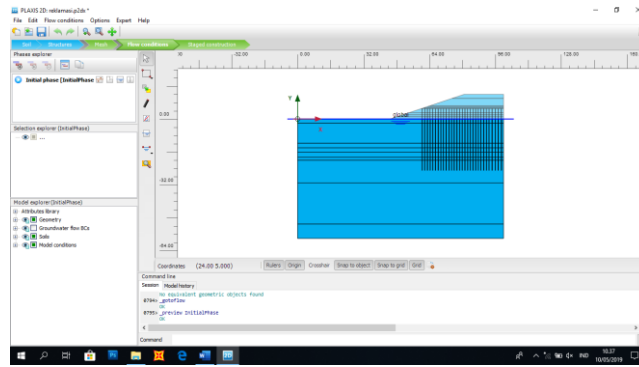 PLAXIS 2D: reklamasi.p2dx *
File Edit Flow conditions Options Expert Help
Soil Structures Mesh Flow conditions Staged construction
Phases explorer
Initial phase [InitialPhase]
Selection explorer (InitialPhase)
...
Model explorer (InitialPhase)
Attributes library
Geometry
Groundwater flow BCs
Soils
Model conditions
-32.00 0.00 32.00 64.00 96.00 128.00
0.00
-32.00
-64.00
Y
x
global
Coordinates (24.00 5.000) Rulers Origin Crosshair Snap to object Snap to grid Grid
Command line
Session Model history
No equivalent geometric objects found
0794> _gotoflow
OK
0795> _preview InitialPhase
OK
Command
2D
IND
10.37
10/05/2019